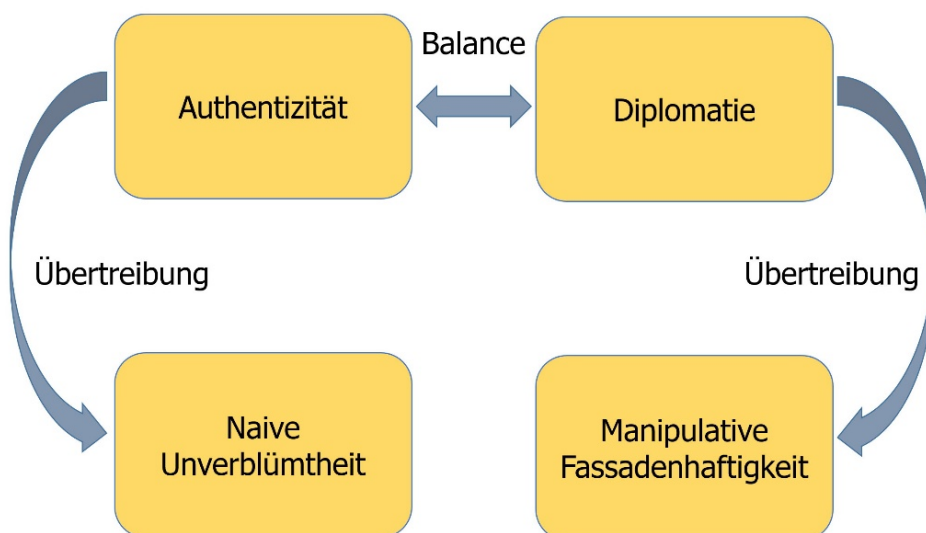 Balance
Authentizität
Diplomatie
Übertreibung
Übertreibung
Naive
Unverblümtheit
Manipulative
Fassadenhaftigkeit